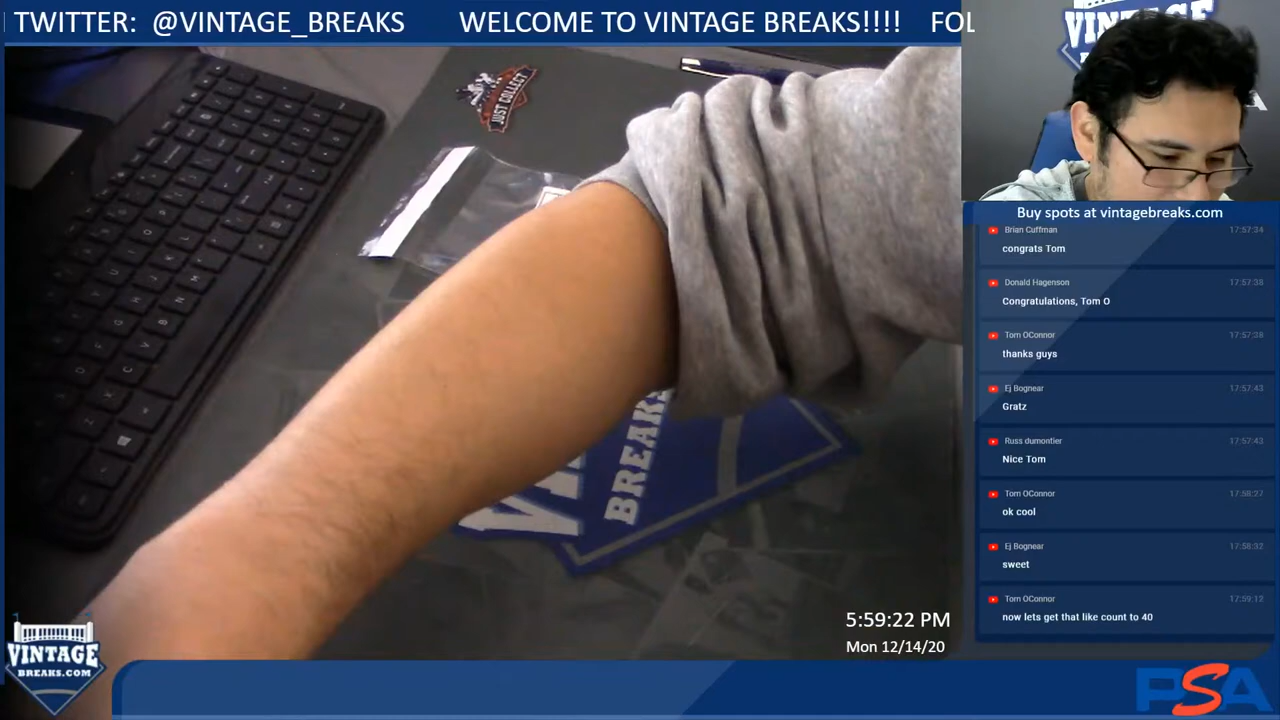 TWITTER: @VINTAGE_BREAKS WELCOME TO VINTAGE BREAKS!!!! FOL
JUST COLLECT
Buy spots at vintagebreaks.com
Brian Cuffman 17:57:34
congrats Tom
Donald Hagenson 17:57:38
Congratulations, Tom O
Tom OConnor 17:57:38
thanks guys
Ej Bognear 17:57:43
Gratz
Russ dumontier 17:57:43
Nice Tom
Tom OConnor 17:58:27
ok cool
Ej Bognear 17:58:32
sweet
Tom OConnor 17:59:12
now lets get that like count to 40
BREAKS
5:59:22 PM
Mon 12/14/20
VINTAGE
BREAKS.COM
PSA